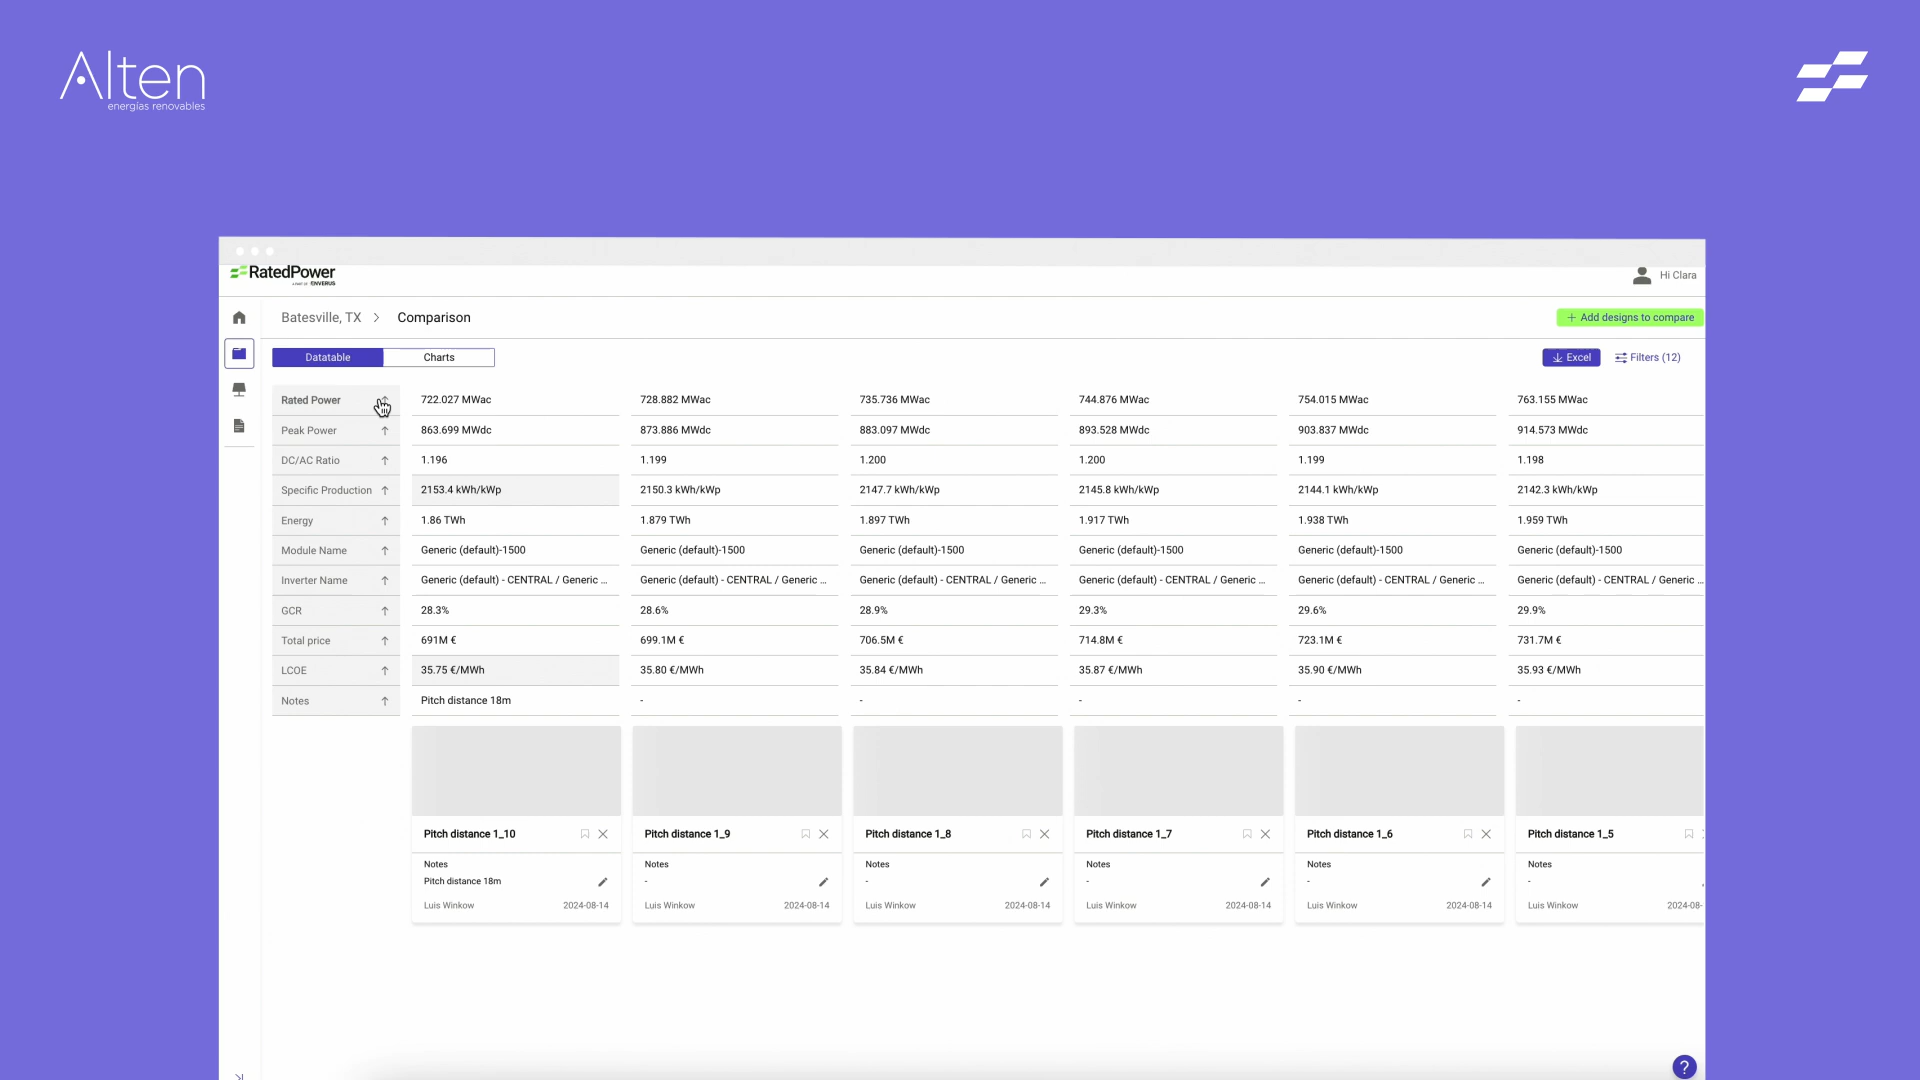 Alten
energías renovables
RatedPower
A PART OF ENVERUS
Hi Clara
Batesville, TX > Comparison
+ Add designs to compare
Datatable Charts
Excel Filters (12)
Rated Power 722.027 MWac 728.882 MWac 735.736 MWac 744.876 MWac 754.015 MWac 763.155 MWac
Peak Power 863.699 MWdc 873.886 MWdc 883.097 MWdc 893.528 MWdc 903.837 MWdc 914.573 MWdc
DC/AC Ratio 1.196 1.199 1.200 1.200 1.199 1.198
Specific Production 2153.4 kWh/kWp 2150.3 kWh/kWp 2147.7 kWh/kWp 2145.8 kWh/kWp 2144.1 kWh/kWp 2142.3 kWh/kWp
Energy 1.86 TWh 1.879 TWh 1.897 TWh 1.917 TWh 1.938 TWh 1.959 TWh
Module Name Generic (default)-1500 Generic (default)-1500 Generic (default)-1500 Generic (default)-1500 Generic (default)-1500 Generic (default)-1500
Inverter Name Generic (default) - CENTRAL / Generic ... Generic (default) - CENTRAL / Generic ... Generic (default) - CENTRAL / Generic ... Generic (default) - CENTRAL / Generic ... Generic (default) - CENTRAL / Generic ... Generic (default) - CENTRAL / Generic ...
GCR 28.3% 28.6% 28.9% 29.3% 29.6% 29.9%
Total price 691M € 699.1M € 706.5M € 714.8M € 723.1M € 731.7M €
LCOE 35.75 €/MWh 35.80 €/MWh 35.84 €/MWh 35.87 €/MWh 35.90 €/MWh 35.93 €/MWh
Notes Pitch distance 18m - - - - -
Pitch distance 1_10 Pitch distance 1_9 Pitch distance 1_8 Pitch distance 1_7 Pitch distance 1_6 Pitch distance 1_5
Notes Notes Notes Notes Notes Notes
Pitch distance 18m - - - - -
Luis Winkow 2024-08-14 Luis Winkow 2024-08-14 Luis Winkow 2024-08-14 Luis Winkow 2024-08-14 Luis Winkow 2024-08-14 Luis Winkow 2024-08-
?